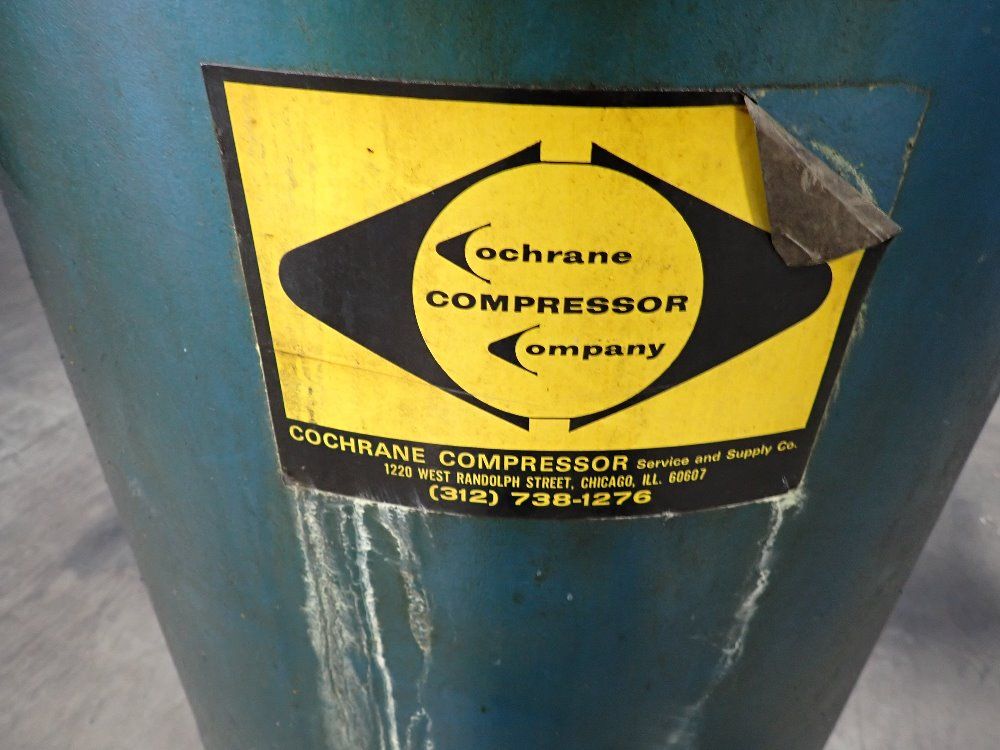 Cochrane
COMPRESSOR
Company
COCHRANE COMPRESSOR Service and Supply Co.
1220 WEST RANDOLPH STREET, CHICAGO, ILL. 60607
(312) 738-1276